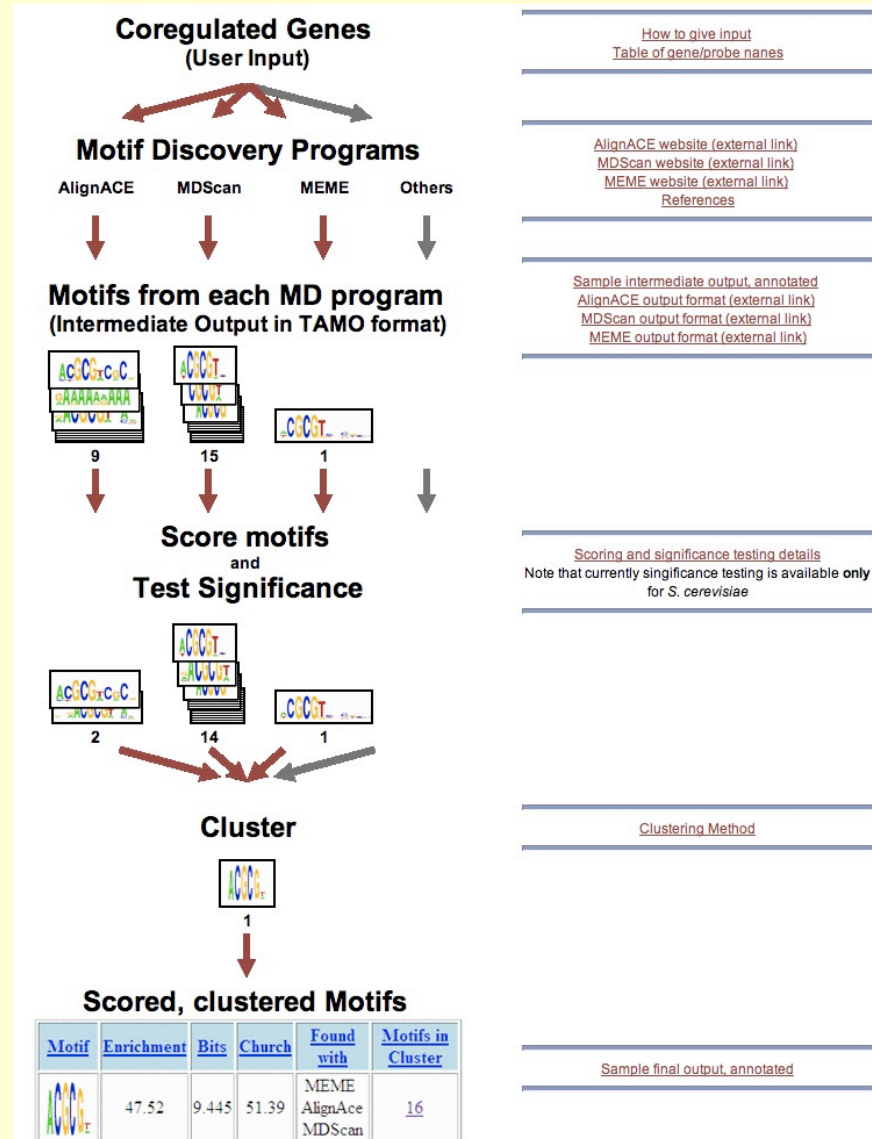 Coregulated Genes
(User Input)
How to give input
Table of gene/probe nanes
Motif Discovery Programs
AlignACE MDScan MEME Others
AlignACE website (external link)
MDScan website (external link)
MEME website (external link)
References
Motifs from each MD program
(Intermediate Output in TAMO format)
Sample intermediate output, annotated
AlignACE output format (external link)
MDScan output format (external link)
MEME output format (external link)
9 15 1
Score motifs
and
Test Significance
Scoring and significance testing details
Note that currently singificance testing is available only
for S. cerevisiae
2 14 1
Cluster
Clustering Method
ACGCGT
1
Scored, clustered Motifs
Motif Enrichment Bits Church Found with Motifs in Cluster
ACGCGT 47.52 9.445 51.39 MEME AlignAce MDScan 16
Sample final output, annotated